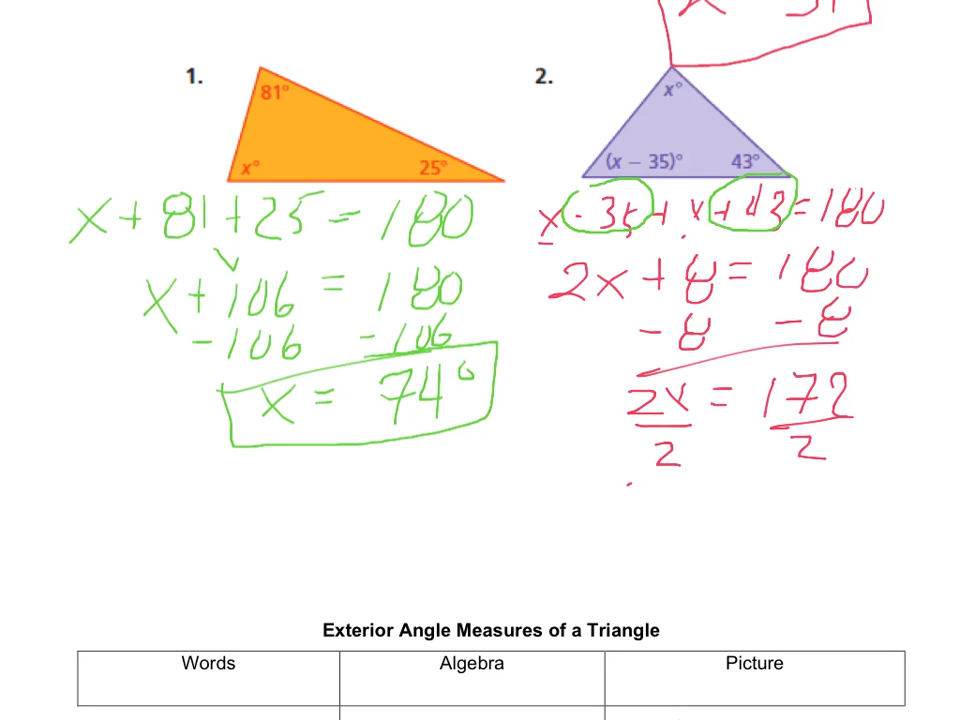 1.
81°
x°
25°
x + 81 + 25 = 180
x + 106 = 180
- 106 - 106
x = 74°
2.
x°
(x − 35)°
43°
x - 35 + x + 43 = 180
2x + 8 = 180
- 8 - 8
2x = 172
2 2
Exterior Angle Measures of a Triangle
Words Algebra Picture